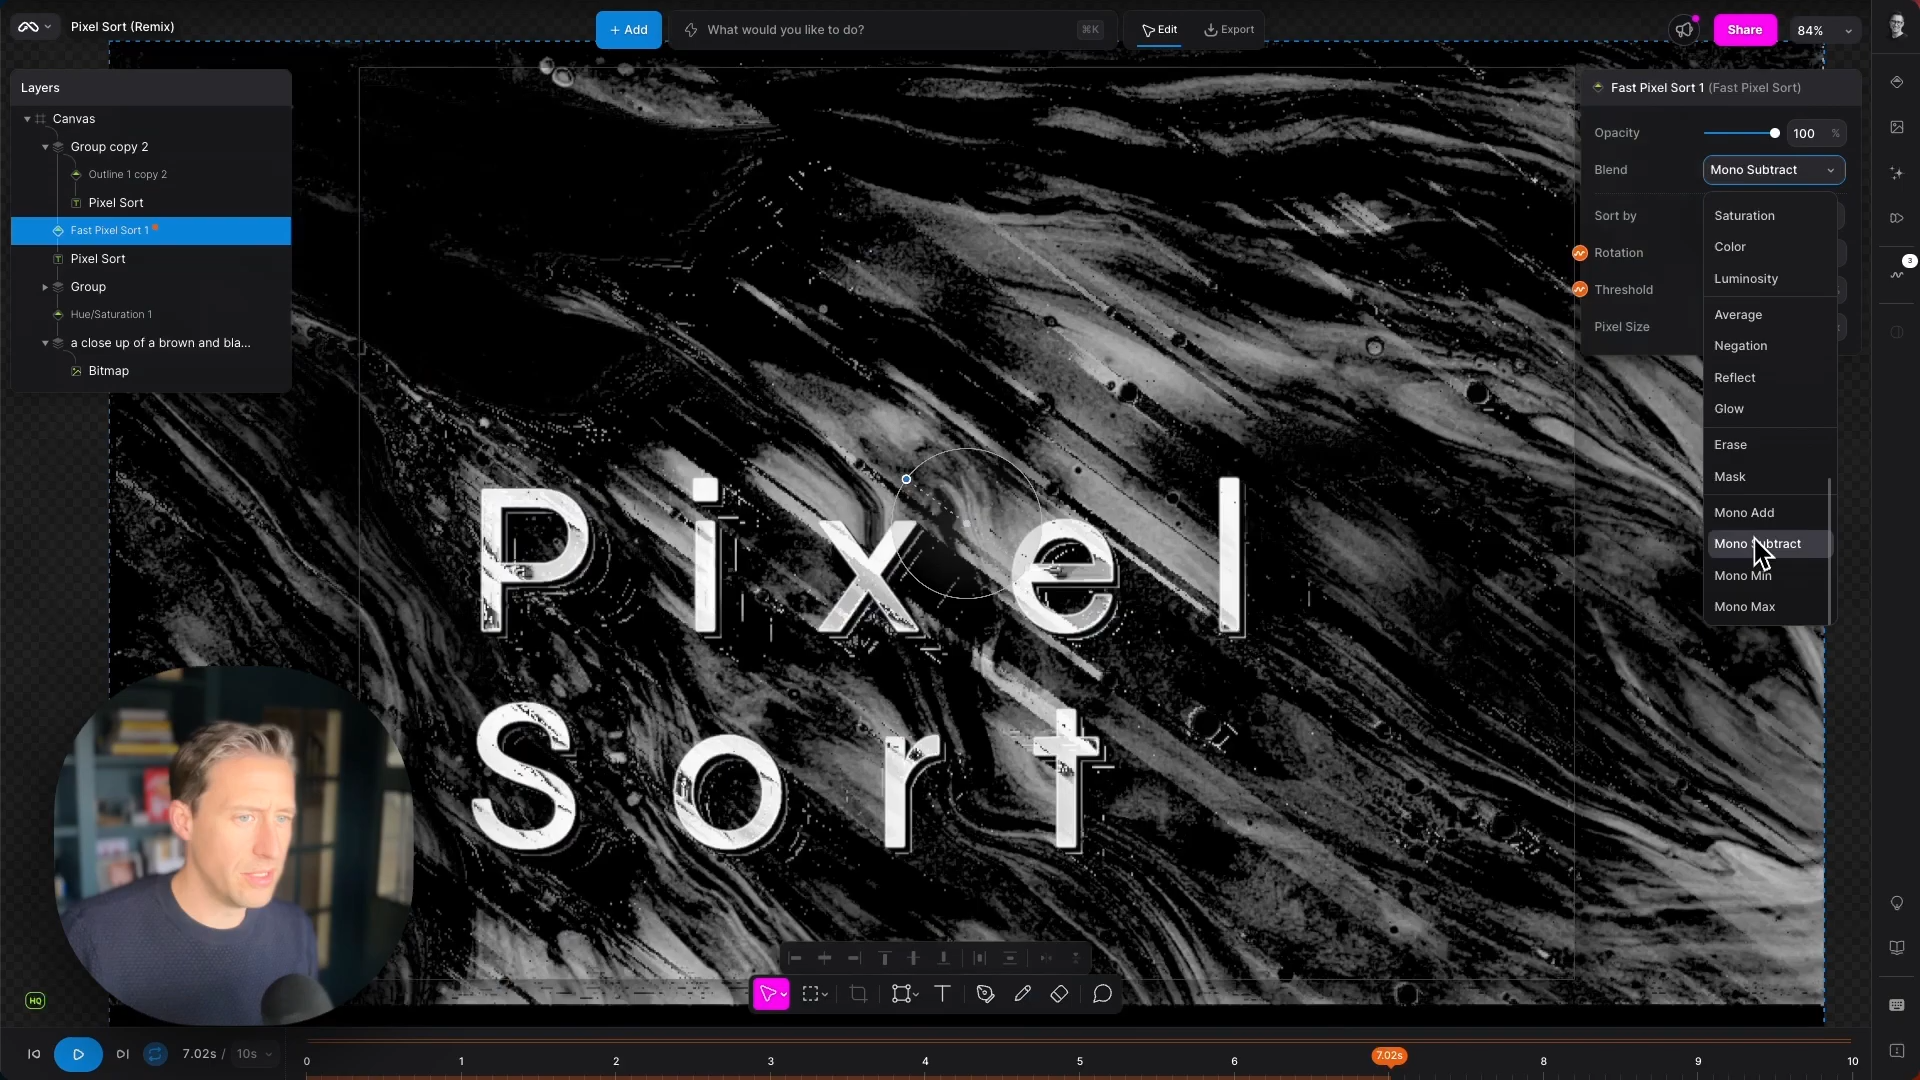 Pixel Sort (Remix)
+ Add
What would you like to do?
⌘K
Edit
Export
Share
84%
Layers
Canvas
Group copy 2
Outline 1 copy 2
Pixel Sort
Fast Pixel Sort 1
Pixel Sort
Group
Hue/Saturation 1
a close up of a brown and bla...
Bitmap
Fast Pixel Sort 1 (Fast Pixel Sort)
Opacity
100 %
Blend
Mono Subtract
Sort by
Rotation
Threshold
Pixel Size
Saturation
Color
Luminosity
Average
Negation
Reflect
Glow
Erase
Mask
Mono Add
Mono Subtract
Mono Min
Mono Max
3
Pixel
Sort
HQ
7.02s / 10s
0 1 2 3 4 5 6 7.02s 8 9 10